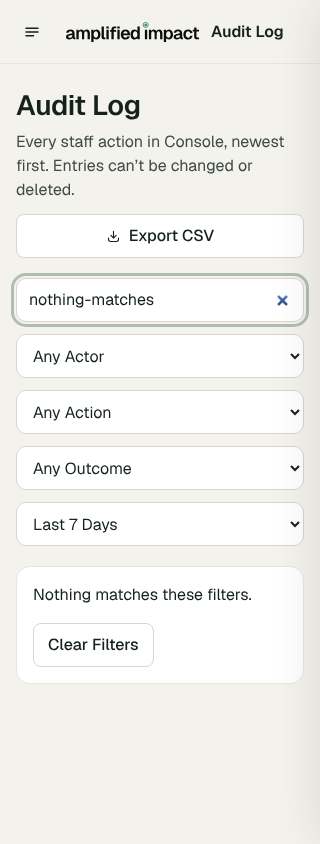 amplified impact Audit Log
Audit Log
Every staff action in Console, newest
first. Entries can't be changed or
deleted.
Export CSV
nothing-matches
Any Actor
Any Action
Any Outcome
Last 7 Days
Nothing matches these filters.
Clear Filters